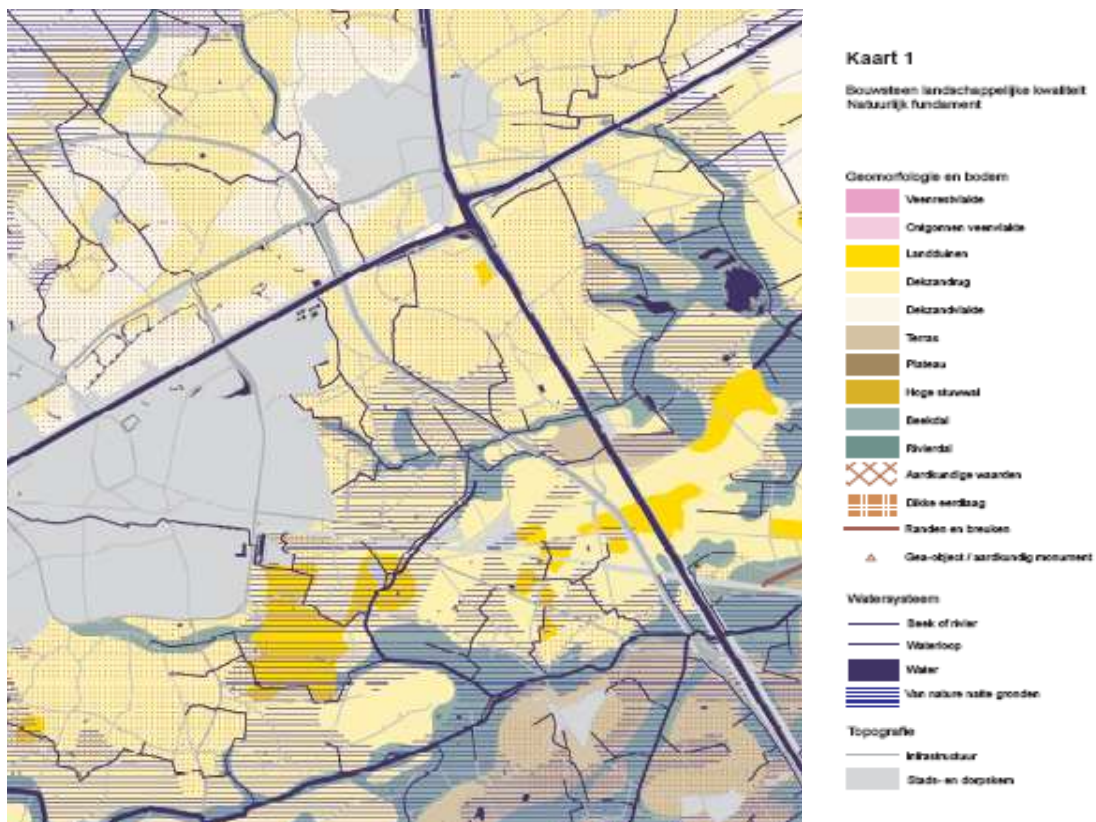 Kaart 1
Bouwsteen landschappelijke kwaliteit
Natuurlijk fundament
Geomorfologie en bodem
Veenrestvlakte
Ontgonnen veenvlakte
Landduinen
Dekzandrug
Dekzandvlakte
Terras
Plateau
Hoge stuwwal
Beekdal
Rivierdal
Aardkundige waarden
Dikke eerdlaag
Randen en breuken
Gea-object / aardkundig monument
Watersysteem
Beek of rivier
Waterloop
Water
Van nature natte gronden
Topografie
Infrastructuur
Stads- en dorpskern